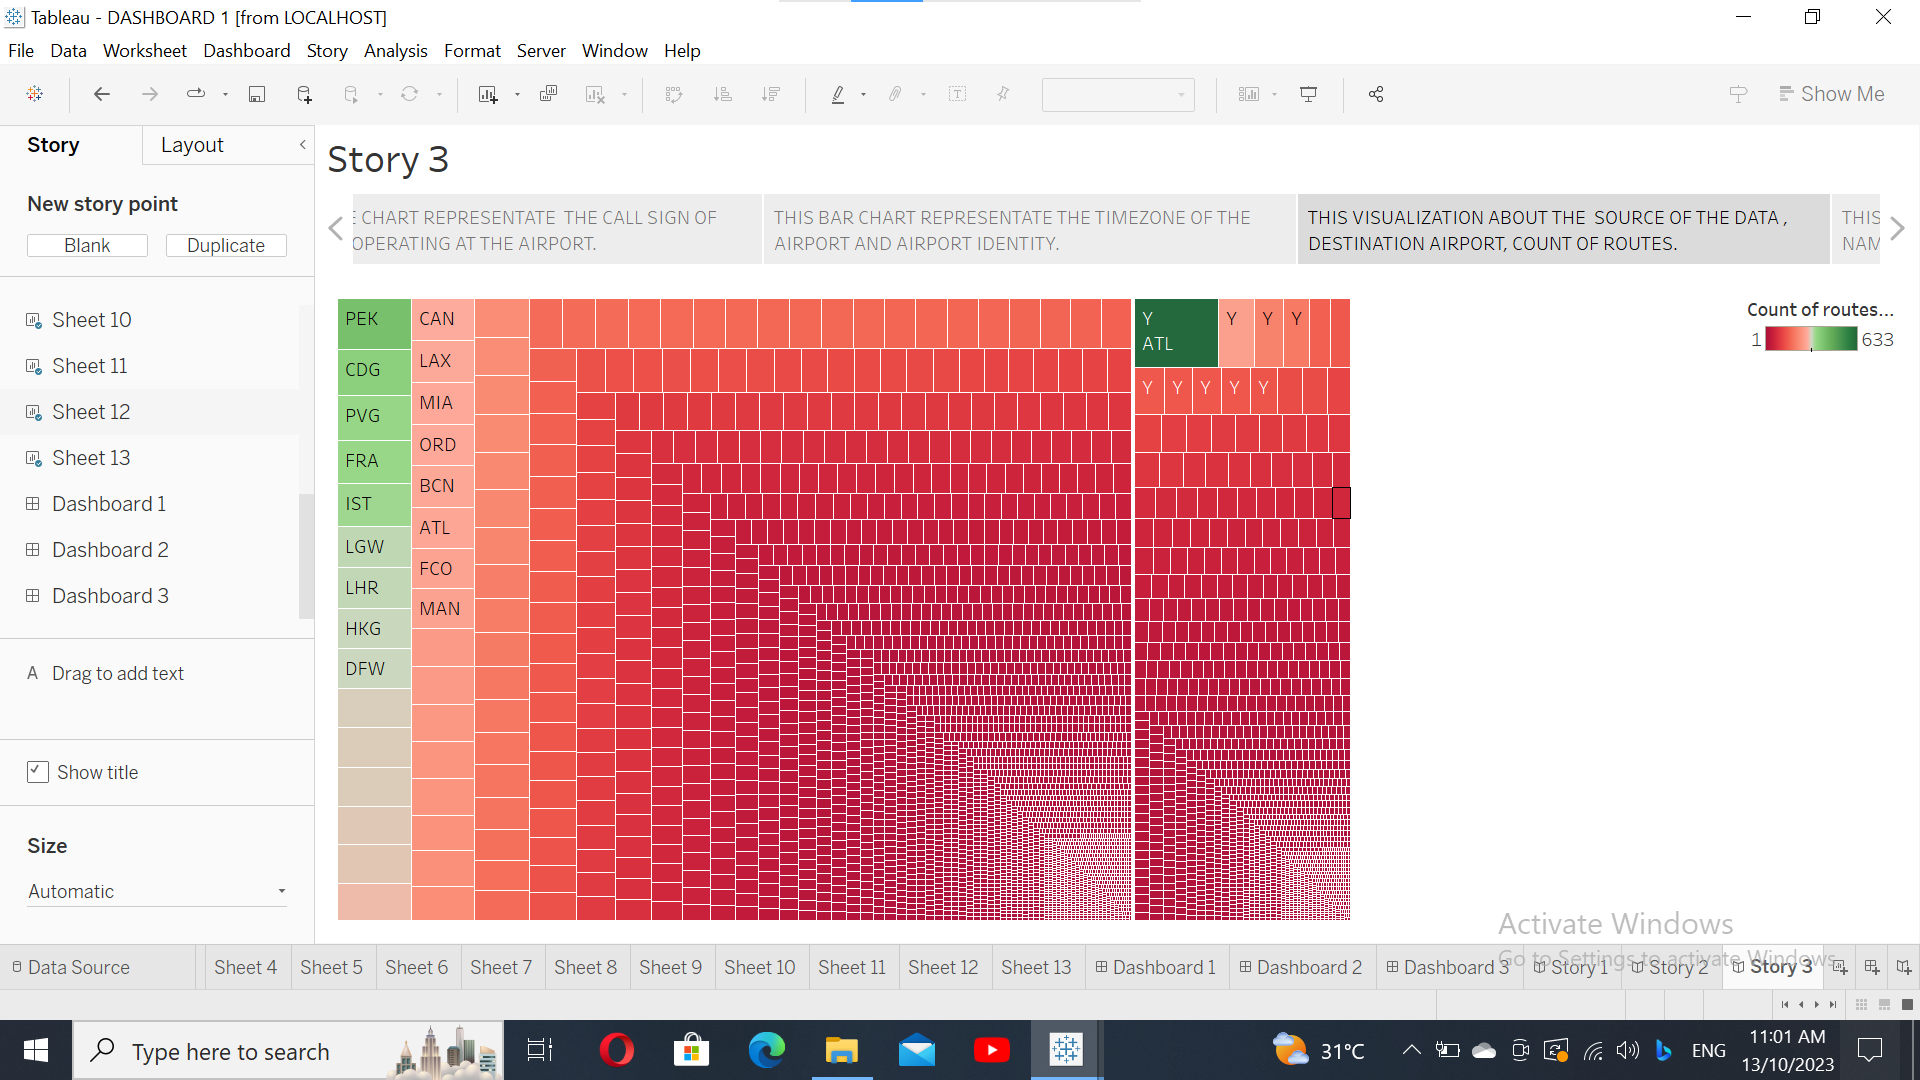 Tableau - DASHBOARD 1 [from LOCALHOST]
File Data Worksheet Dashboard Story Analysis Format Server Window Help
Show Me
Story Layout
New story point
Blank Duplicate
Sheet 10
Sheet 11
Sheet 12
Sheet 13
Dashboard 1
Dashboard 2
Dashboard 3
A Drag to add text
Show title
Size
Automatic
Story 3
E CHART REPRESENTATE THE CALL SIGN OF
OPERATING AT THE AIRPORT.
THIS BAR CHART REPRESENTATE THE TIMEZONE OF THE
AIRPORT AND AIRPORT IDENTITY.
THIS VISUALIZATION ABOUT THE SOURCE OF THE DATA ,
DESTINATION AIRPORT, COUNT OF ROUTES.
THIS
NAM
PEK
CDG
PVG
FRA
IST
LGW
LHR
HKG
DFW
CAN
LAX
MIA
ORD
BCN
ATL
FCO
MAN
Y
ATL
Y Y Y
Y Y Y Y Y
Count of routes...
1 633
Activate Windows
Go to Settings to activate Windows.
Data Source Sheet 4 Sheet 5 Sheet 6 Sheet 7 Sheet 8 Sheet 9 Sheet 10 Sheet 11 Sheet 12 Sheet 13 Dashboard 1 Dashboard 2 Dashboard 3 Story 1 Story 2 Story 3
Type here to search
31°C
ENG
11:01 AM
13/10/2023